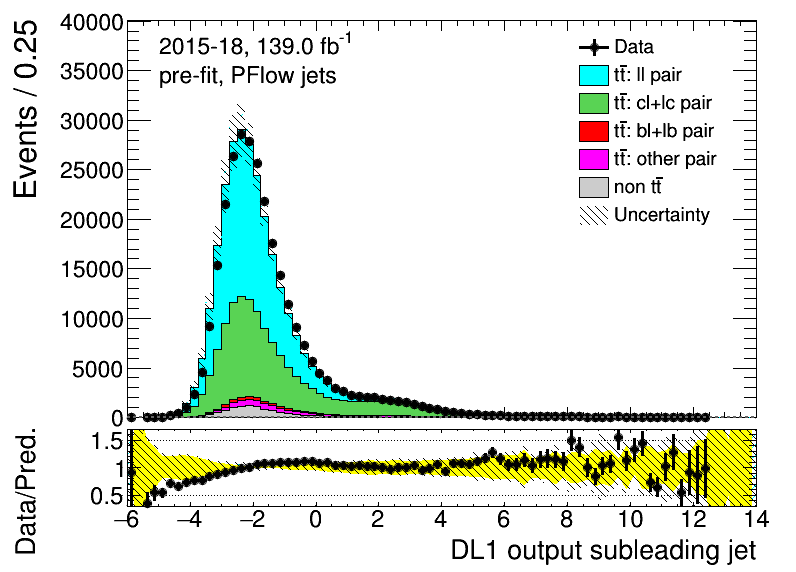 40000
35000
30000
25000
20000
15000
10000
5000
0
Events / 0.25
2015-18, 139.0 fb⁻¹
pre-fit, PFlow jets
Data
tt̄: ll pair
tt̄: cl+lc pair
tt̄: bl+lb pair
tt̄: other pair
non tt̄
Uncertainty
1.5
1
0.5
Data/Pred.
−6 −4 −2 0 2 4 6 8 10 12 14
DL1 output subleading jet